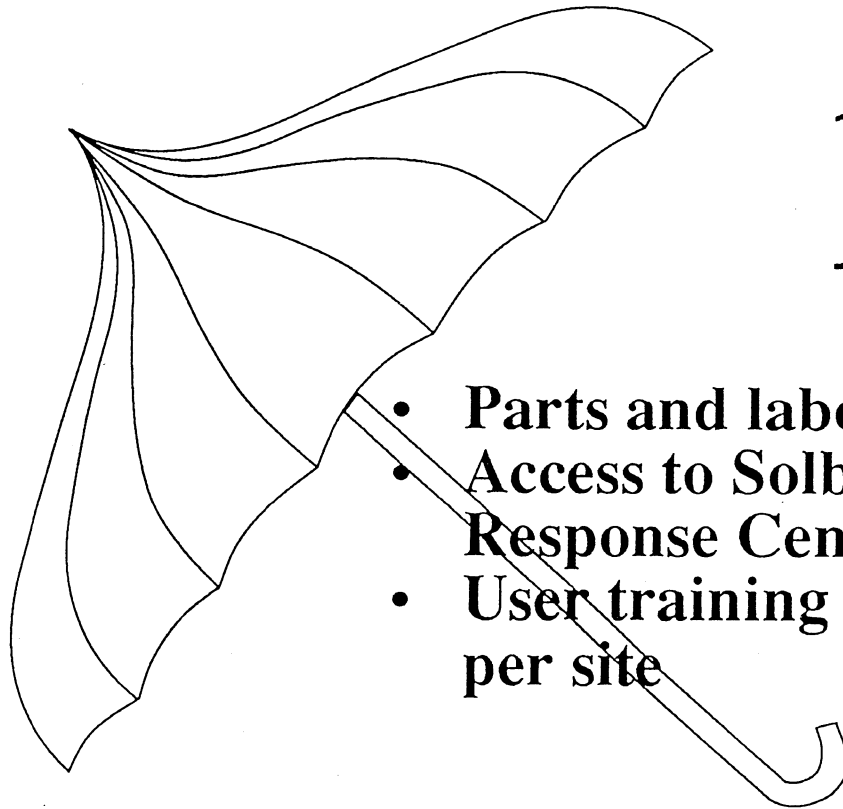 • Parts and labo
• Access to Solb
Response Cen
• User training
per site